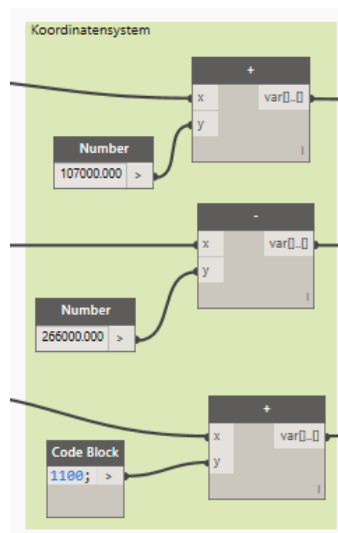 Koordinatensystem
+
x var[]..[]
y
Number
107000.000 >
-
x var[]..[]
y
Number
266000.000 >
+
x var[]..[]
y
Code Block
1100; >